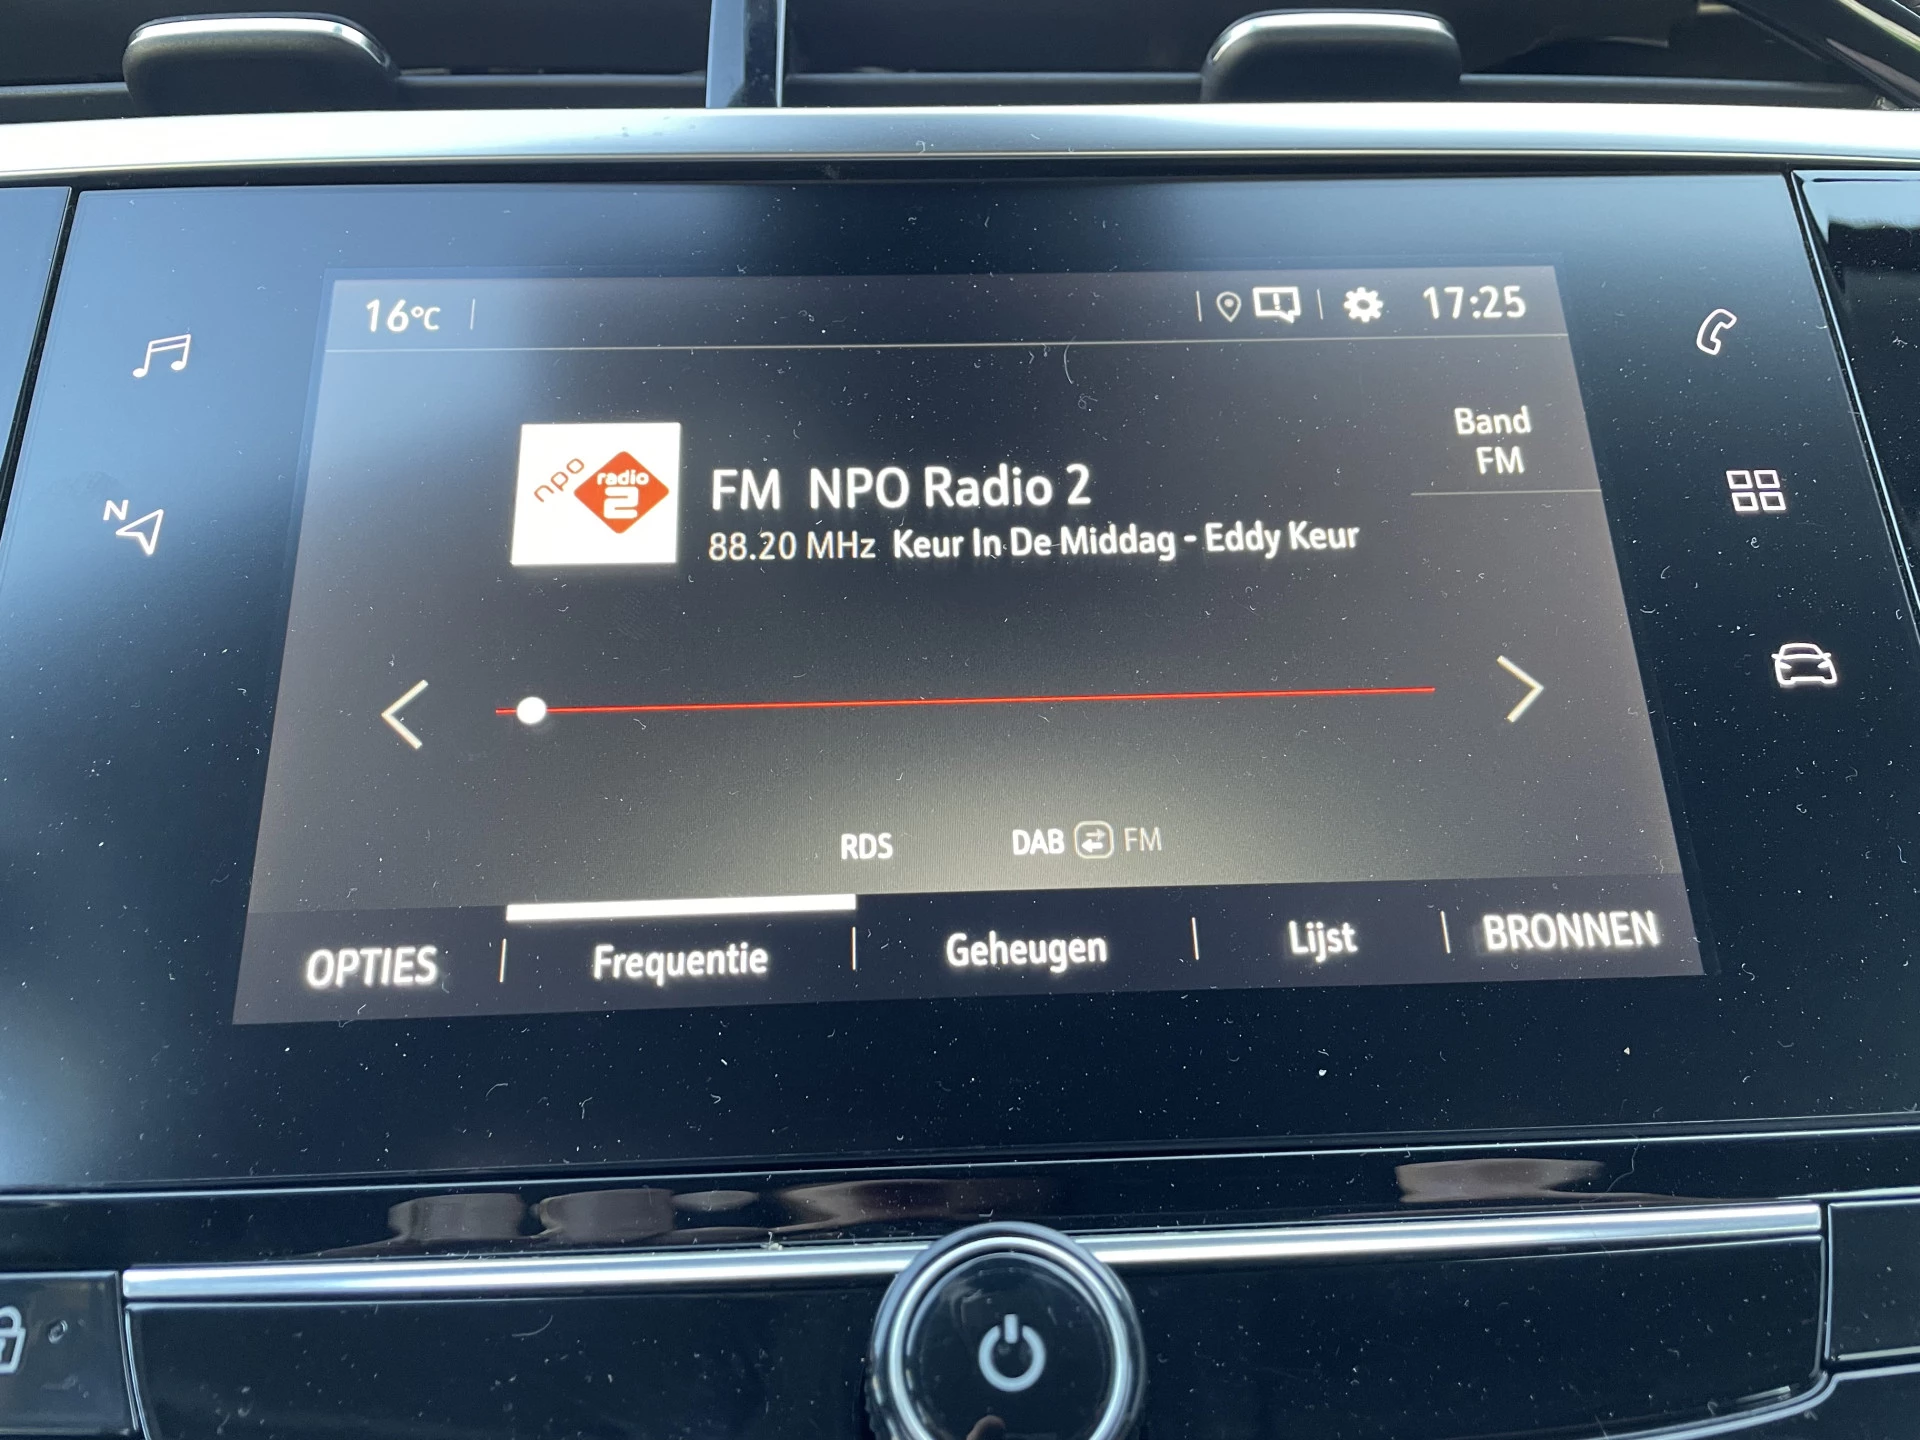 16°C
17:25
N
npo
radio
2
FM NPO Radio 2
88.20 MHz Keur In De Middag - Eddy Keur
Band
FM
RDS
DAB FM
OPTIES
Frequentie
Geheugen
Lijst
BRONNEN